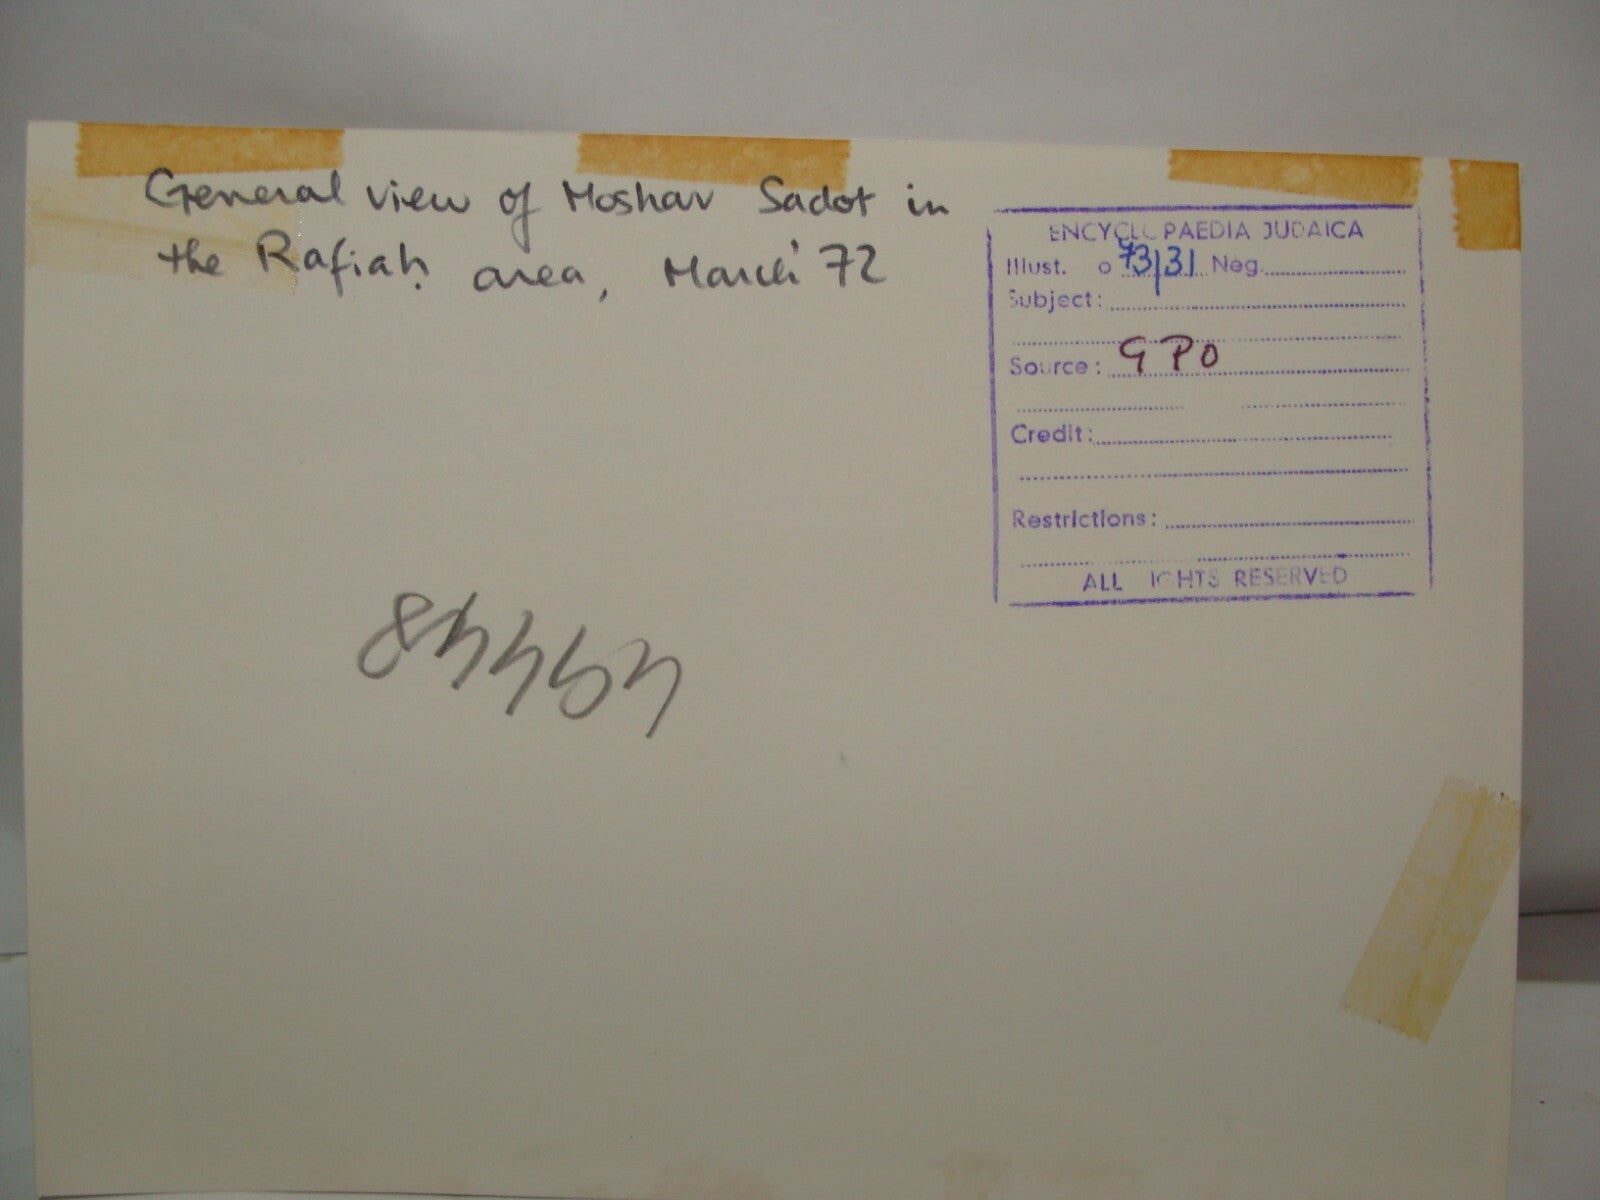 General view of Moshav Sadot in
the Rafiah area, March 72
ENCYCLOPAEDIA JUDAICA
Illust. o 73/31 Neg.
Subject:
Source: GPO
Credit:
Restrictions:
ALL IGHTS RESERVED